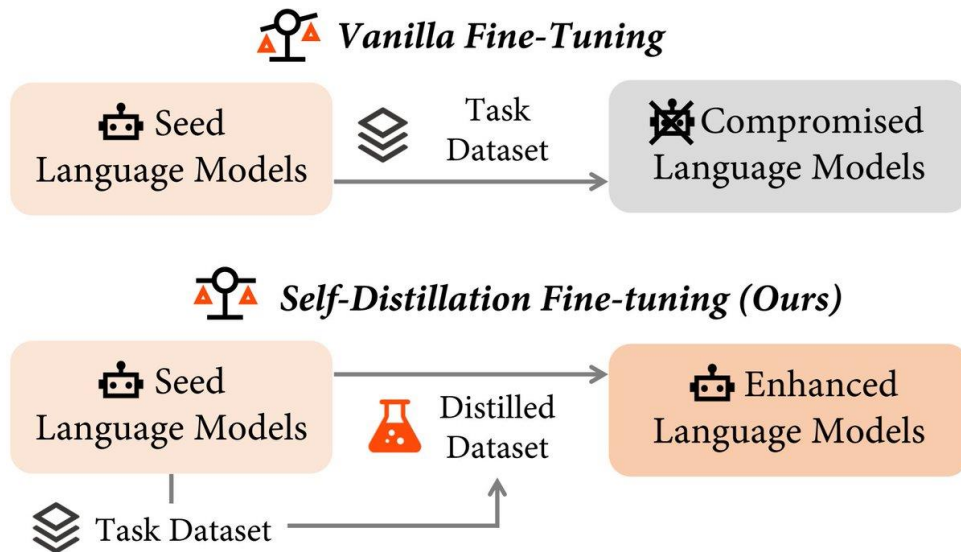 Vanilla Fine-Tuning
Seed
Language Models
Task
Dataset
Compromised
Language Models
Self-Distillation Fine-tuning (Ours)
Seed
Language Models
Distilled
Dataset
Enhanced
Language Models
Task Dataset